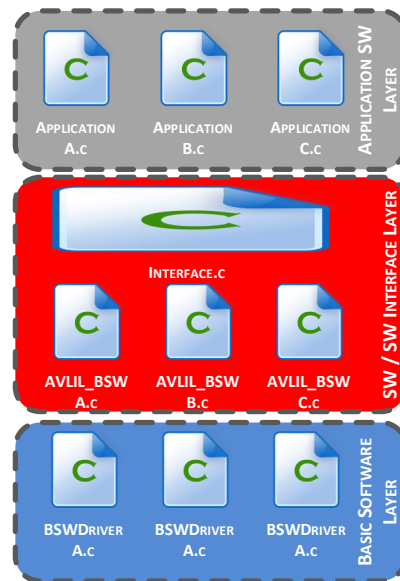 APPLICATION
A.C
APPLICATION
B.C
APPLICATION
C.C
APPLICATION SW
LAYER
INTERFACE.C
AVLIL_BSW
A.C
AVLIL_BSW
B.C
AVLIL_BSW
C.C
SW / SW INTERFACE LAYER
BSWDRIVER
A.C
BSWDRIVER
A.C
BSWDRIVER
A.C
BASIC SOFTWARE
LAYER